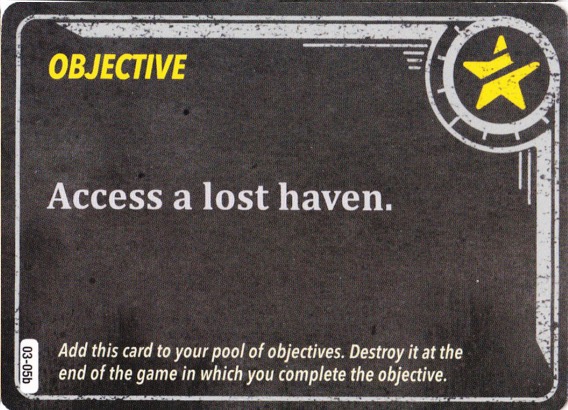 OBJECTIVE
Access a lost haven.
Add this card to your pool of objectives. Destroy it at the
end of the game in which you complete the objective.
03-05b